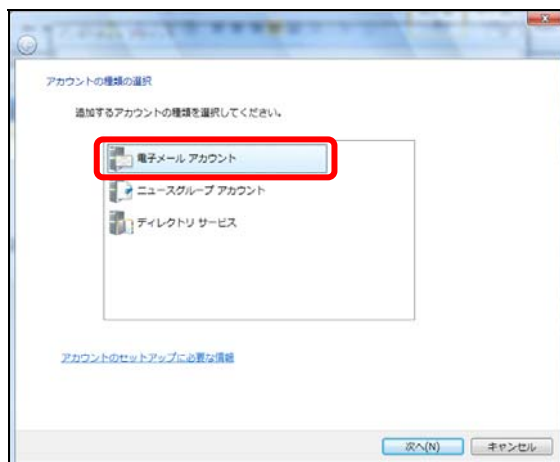 アカウントの種類の選択
追加するアカウントの種類を選択してください。
電子メール アカウント
ニュースグループ アカウント
ディレクトリ サービス
アカウントのセットアップに必要な情報
次へ(N)
キャンセル